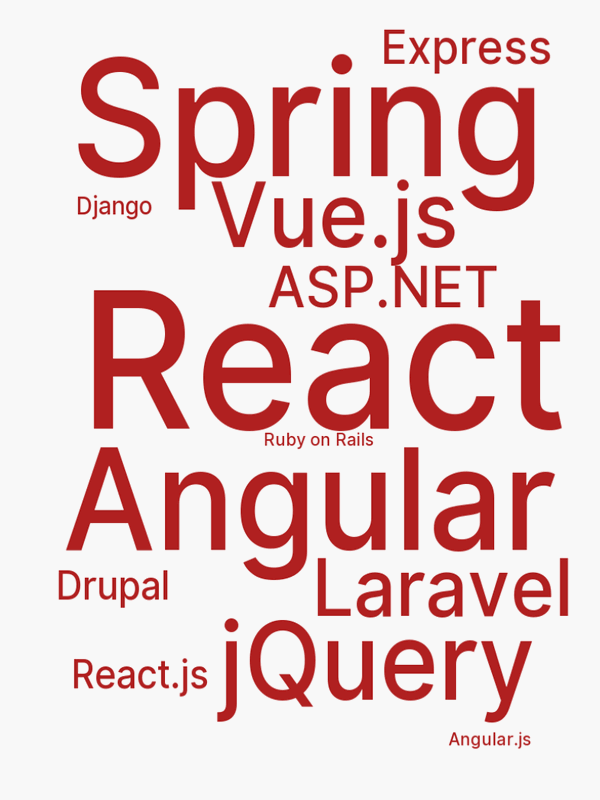 Express
Spring
Django
Vue.js
ASP.NET
React
Ruby on Rails
Angular
Drupal
Laravel
React.js
jQuery
Angular.js